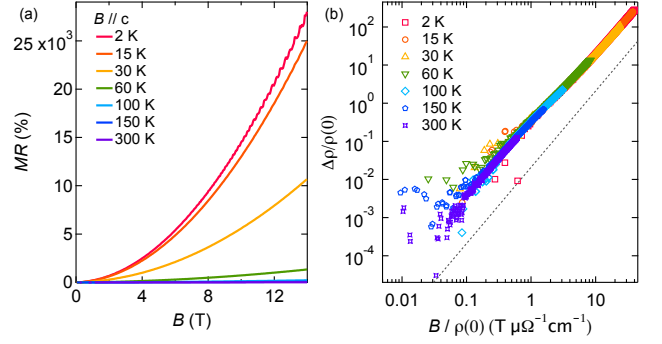 (a)
B // c
2 K
15 K
30 K
60 K
100 K
150 K
300 K
25x10³
20
15
10
5
0
MR (%)
0
4
8
12
B (T)
(b)
2 K
15 K
30 K
60 K
100 K
150 K
300 K
10²
10¹
10⁰
10⁻¹
10⁻²
10⁻³
10⁻⁴
Δρ/ρ(0)
0.01
0.1
1
10
B / ρ(0) (T μΩ⁻¹cm⁻¹)